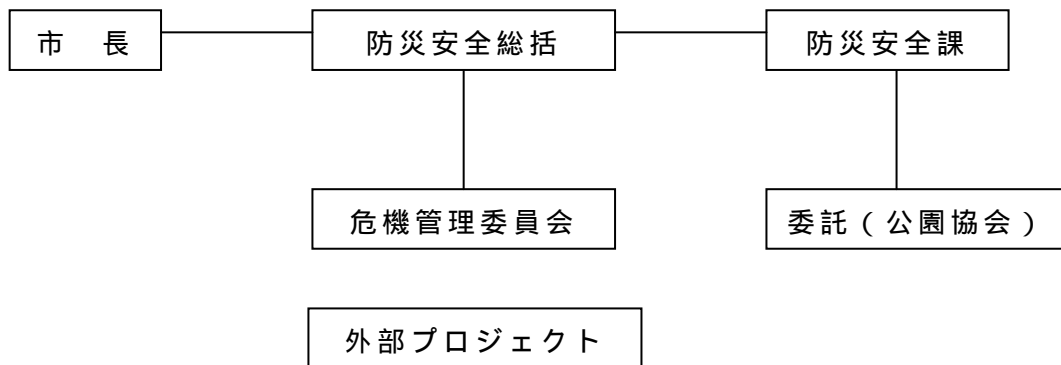 市　長
防災安全総括
防災安全課
危機管理委員会
委託（公園協会）
外部プロジェクト